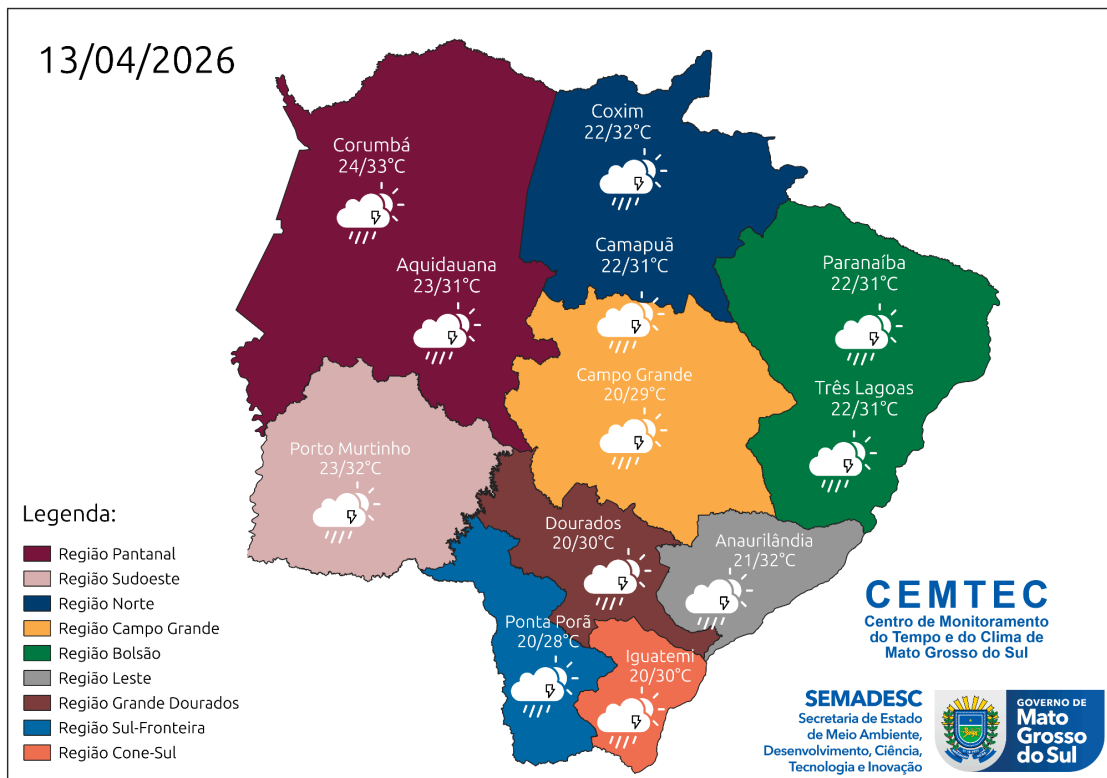 13/04/2026
Corumbá
24/33°C
Coxim
22/32°C
Aquidauana
23/31°C
Camapuã
22/31°C
Paranaíba
22/31°C
Campo Grande
20/29°C
Três Lagoas
22/31°C
Porto Murtinho
23/32°C
Dourados
20/30°C
Anaurilândia
21/32°C
Ponta Porã
20/28°C
Iguatemi
20/30°C
Legenda:
Região Pantanal
Região Sudoeste
Região Norte
Região Campo Grande
Região Bolsão
Região Leste
Região Grande Dourados
Região Sul-Fronteira
Região Cone-Sul
CEMTEC
Centro de Monitoramento
do Tempo e do Clima de
Mato Grosso do Sul
SEMADESC
Secretaria de Estado
de Meio Ambiente,
Desenvolvimento, Ciência,
Tecnologia e Inovação
GOVERNO DE
Mato
Grosso
do Sul